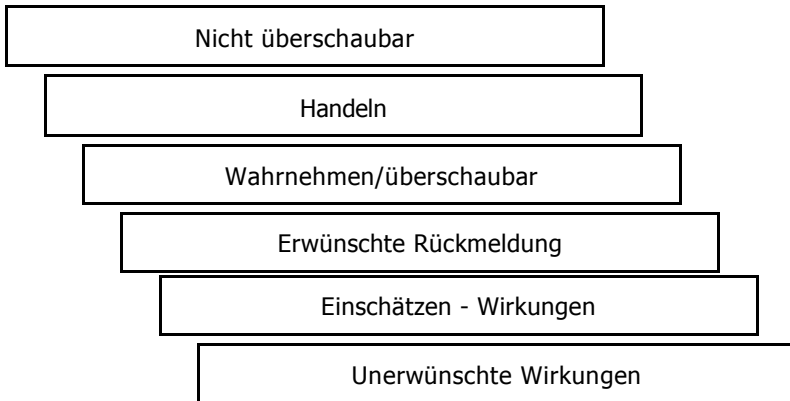 Nicht überschaubar
Handeln
Wahrnehmen/überschaubar
Erwünschte Rückmeldung
Einschätzen - Wirkungen
Unerwünschte Wirkungen